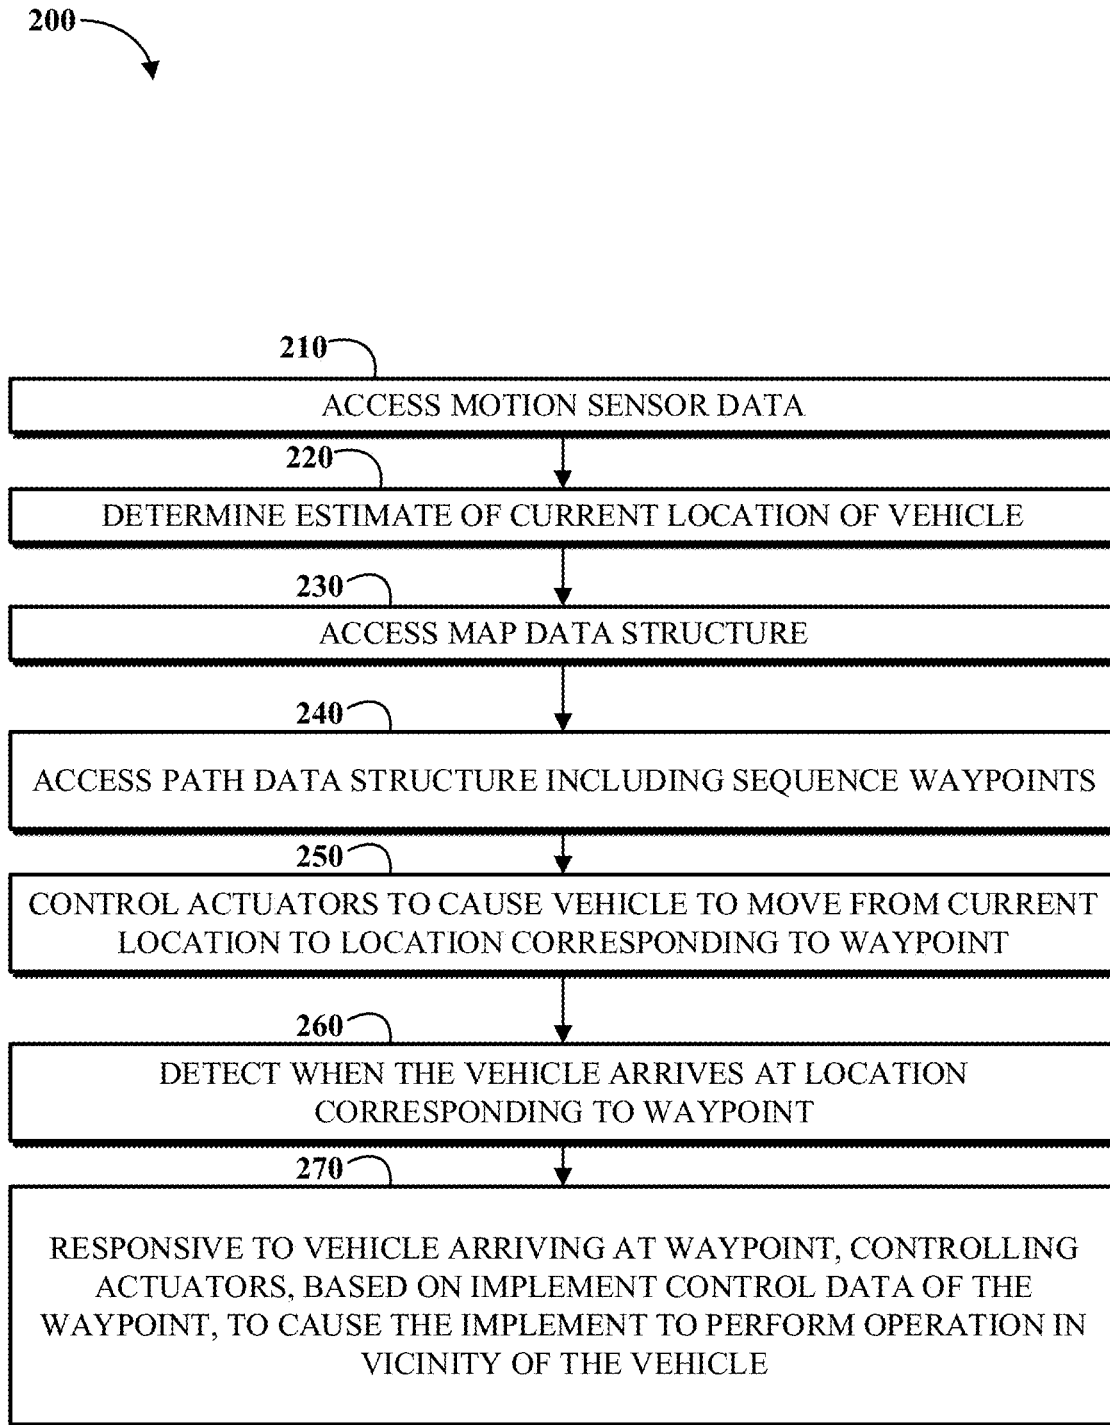 200
210
ACCESS MOTION SENSOR DATA
220
DETERMINE ESTIMATE OF CURRENT LOCATION OF VEHICLE
230
ACCESS MAP DATA STRUCTURE
240
ACCESS PATH DATA STRUCTURE INCLUDING SEQUENCE WAYPOINTS
250
CONTROL ACTUATORS TO CAUSE VEHICLE TO MOVE FROM CURRENT
LOCATION TO LOCATION CORRESPONDING TO WAYPOINT
260
DETECT WHEN THE VEHICLE ARRIVES AT LOCATION
CORRESPONDING TO WAYPOINT
270
RESPONSIVE TO VEHICLE ARRIVING AT WAYPOINT, CONTROLLING
ACTUATORS, BASED ON IMPLEMENT CONTROL DATA OF THE
WAYPOINT, TO CAUSE THE IMPLEMENT TO PERFORM OPERATION IN
VICINITY OF THE VEHICLE